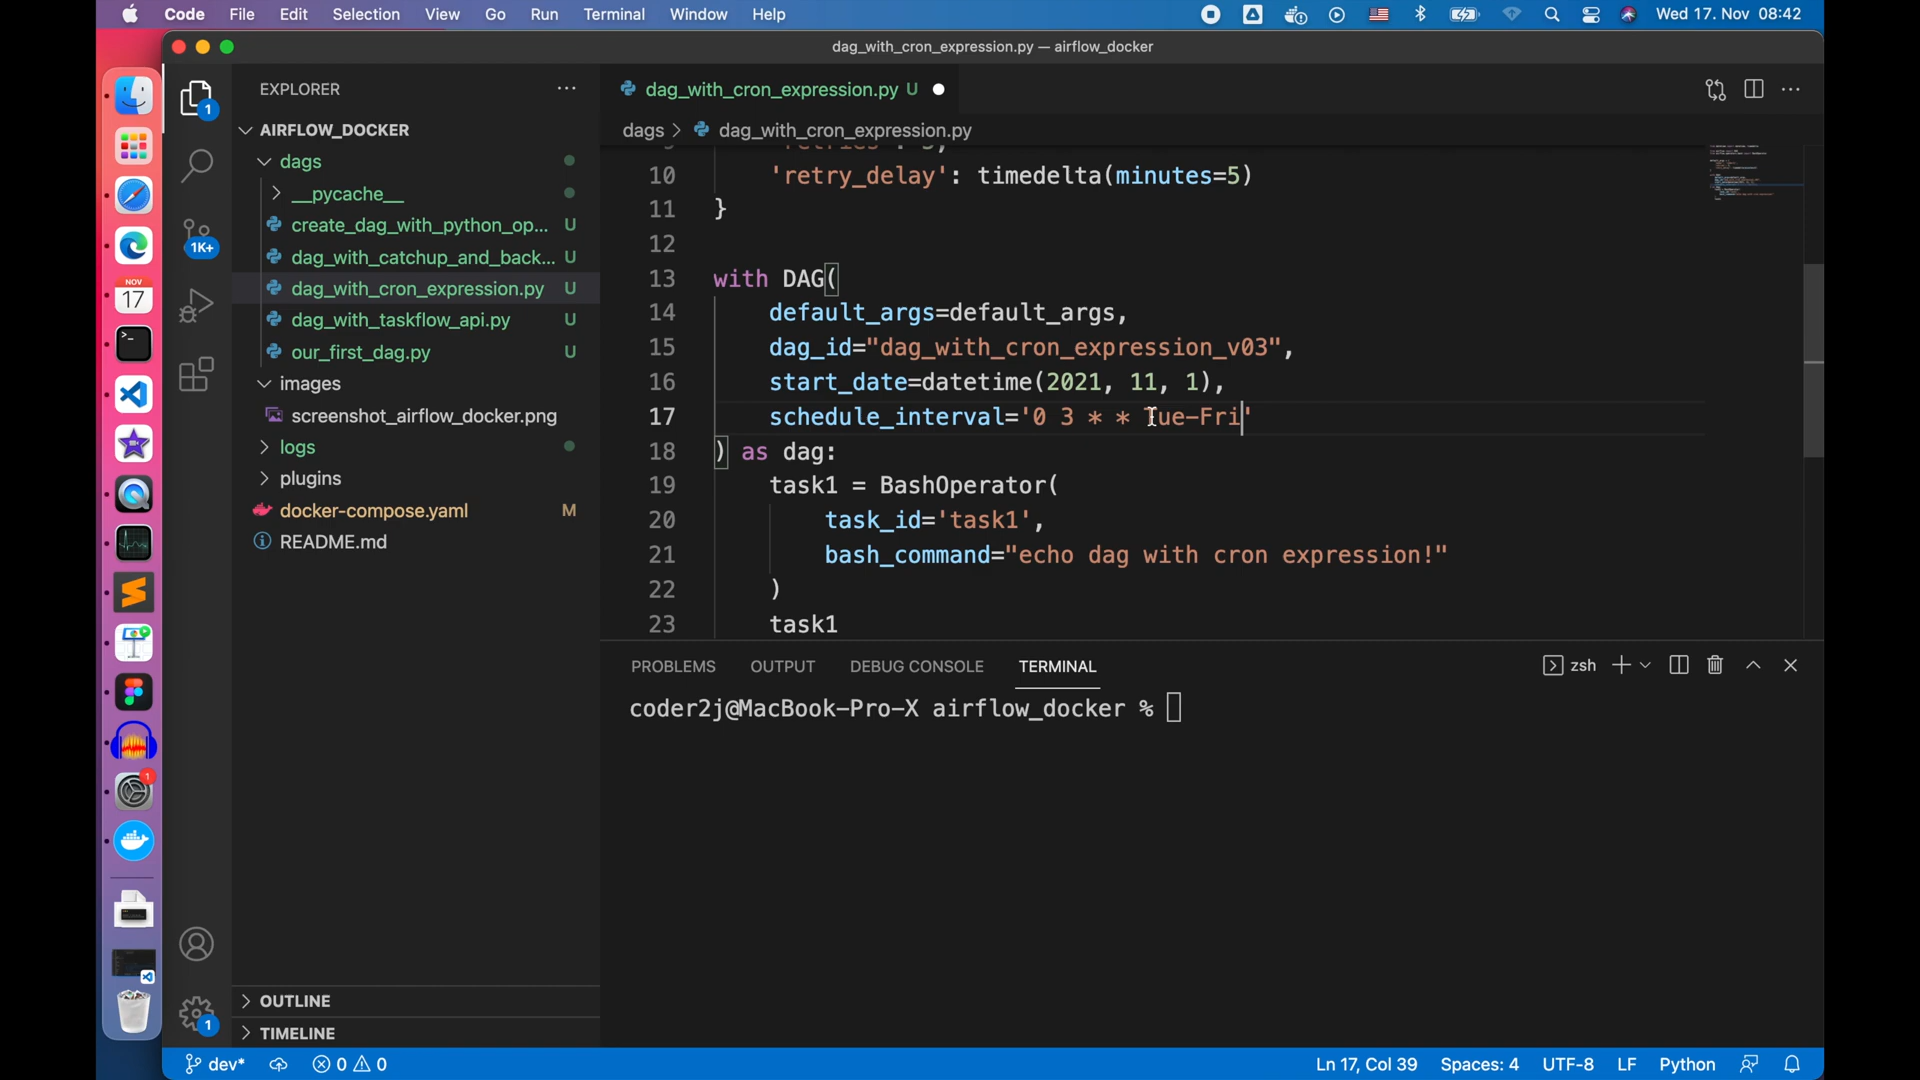 Code File Edit Selection View Go Run Terminal Window Help Wed 17. Nov 08:42
dag_with_cron_expression.py — airflow_docker
EXPLORER
dag_with_cron_expression.py U
AIRFLOW_DOCKER
dags > dag_with_cron_expression.py
dags
__pycache__
create_dag_with_python_op... U
dag_with_catchup_and_back... U
dag_with_cron_expression.py U
dag_with_taskflow_api.py U
our_first_dag.py U
images
screenshot_airflow_docker.png
logs
plugins
docker-compose.yaml M
README.md
OUTLINE
TIMELINE
1
1K+
1
NOV
17
1
10 'retry_delay': timedelta(minutes=5)
11 }
12
13 with DAG(
14 default_args=default_args,
15 dag_id="dag_with_cron_expression_v03",
16 start_date=datetime(2021, 11, 1),
17 schedule_interval='0 3 * * Tue-Fri'
18 ) as dag:
19 task1 = BashOperator(
20 task_id='task1',
21 bash_command="echo dag with cron expression!"
22 )
23 task1
PROBLEMS OUTPUT DEBUG CONSOLE TERMINAL zsh
coder2j@MacBook-Pro-X airflow_docker %
dev* 0 0 Ln 17, Col 39 Spaces: 4 UTF-8 LF Python